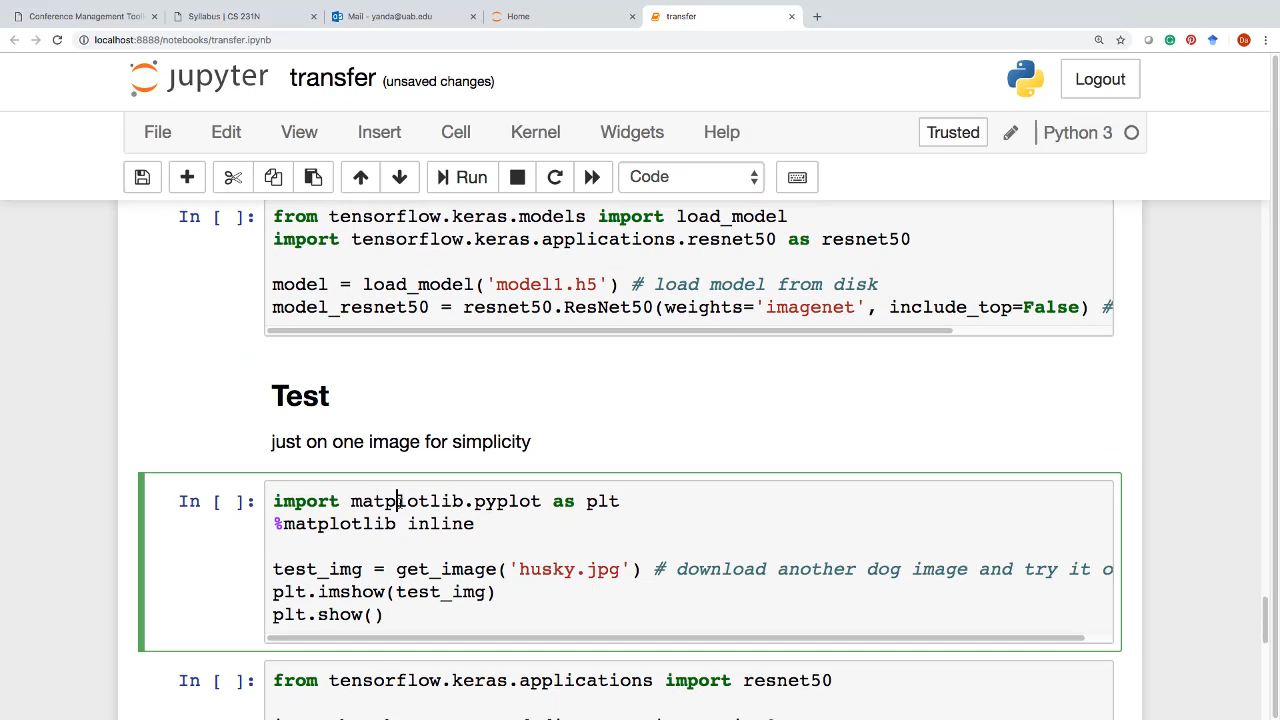 Conference Management Toolk
Syllabus | CS 231N
Mail - yanda@uab.edu
Home
transfer
localhost:8888/notebooks/transfer.ipynb
Da
jupyter transfer (unsaved changes)
Logout
File Edit View Insert Cell Kernel Widgets Help
Trusted
Python 3
Run
Code
In [ ]: from tensorflow.keras.models import load_model
import tensorflow.keras.applications.resnet50 as resnet50
model = load_model('model1.h5') # load model from disk
model_resnet50 = resnet50.ResNet50(weights='imagenet', include_top=False) #
Test
just on one image for simplicity
In [ ]: import matplotlib.pyplot as plt
%matplotlib inline
test_img = get_image('husky.jpg') # download another dog image and try it o
plt.imshow(test_img)
plt.show()
In [ ]: from tensorflow.keras.applications import resnet50